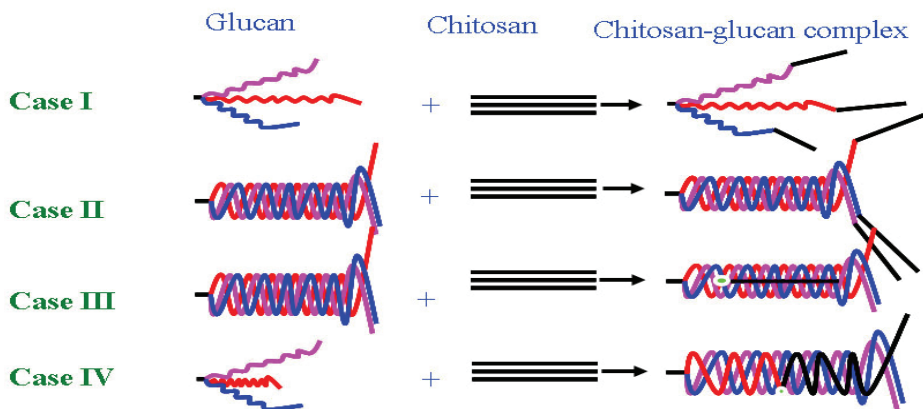 Glucan Chitosan Chitosan-glucan complex
Case I +
Case II +
Case III +
Case IV +